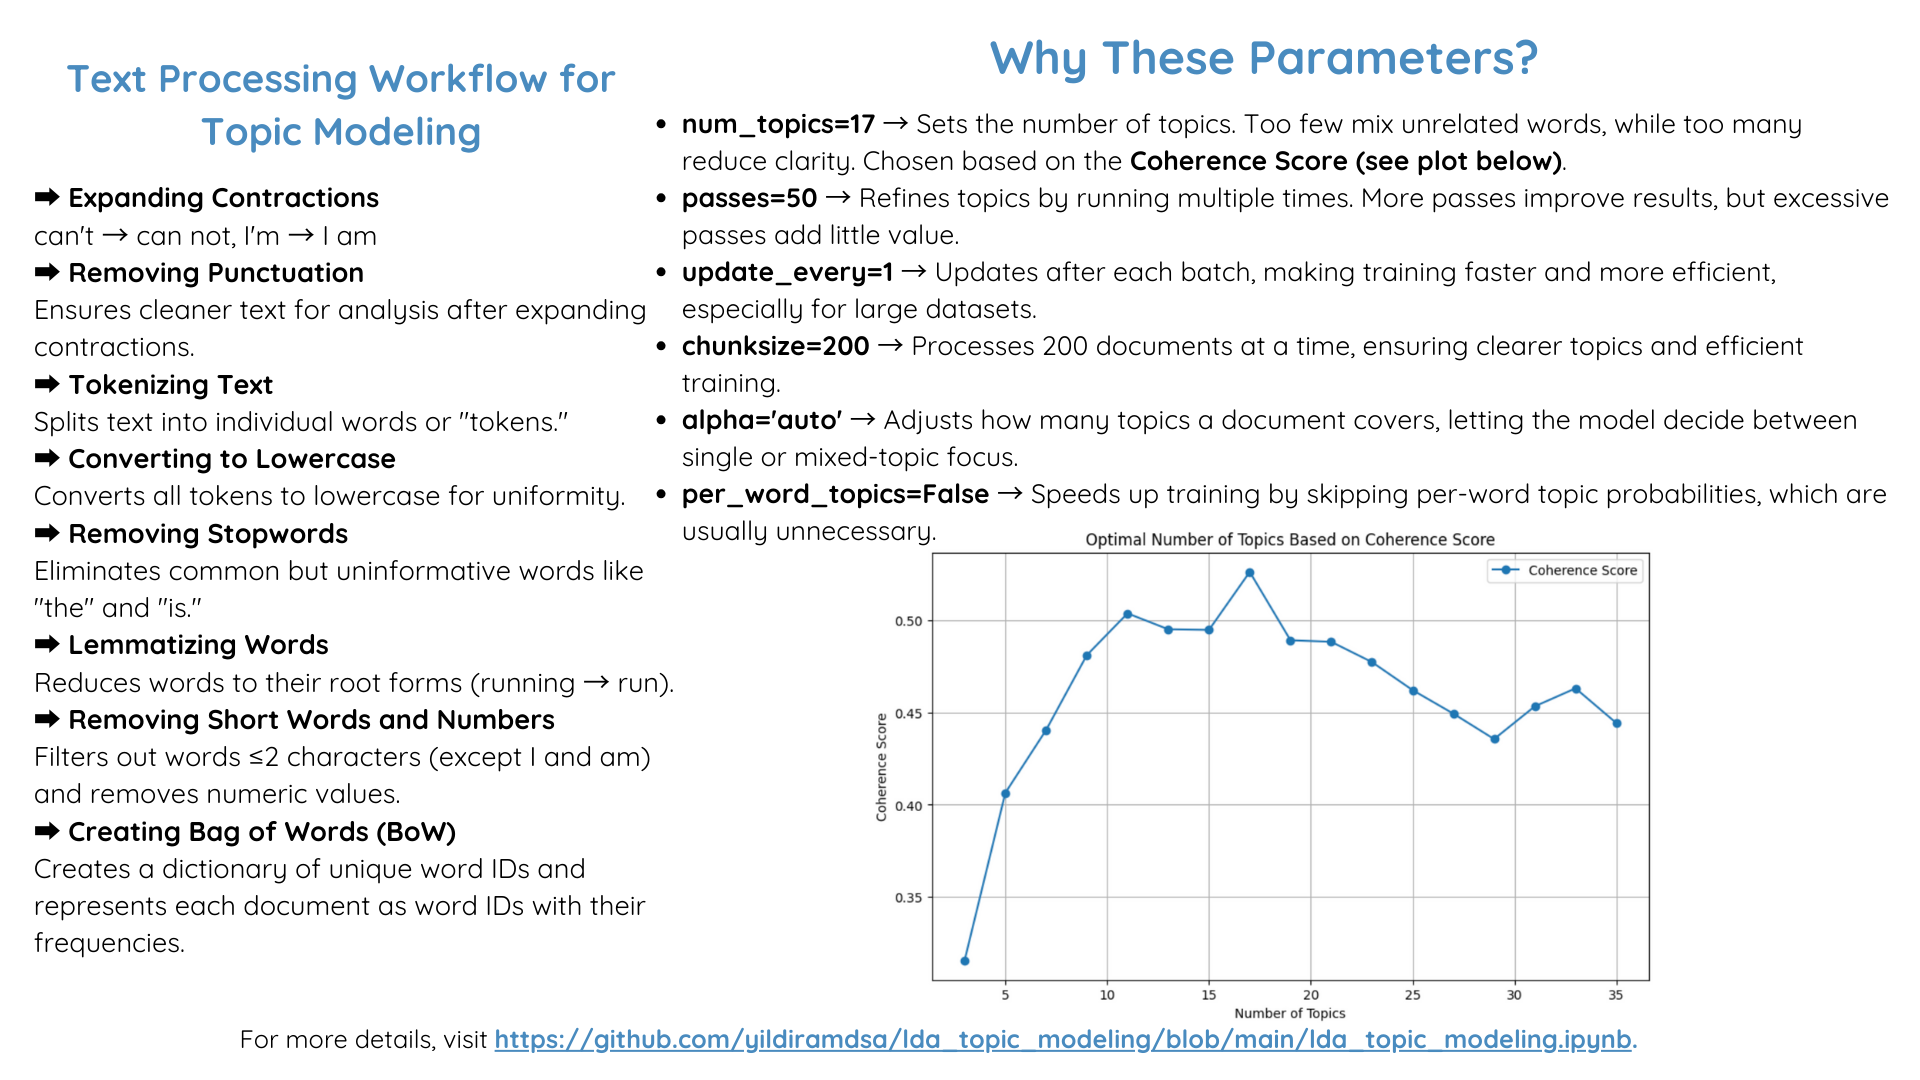 Text Processing Workflow for
Topic Modeling
➡ Expanding Contractions
can't → can not, I'm → I am
➡ Removing Punctuation
Ensures cleaner text for analysis after expanding
contractions.
➡ Tokenizing Text
Splits text into individual words or "tokens."
➡ Converting to Lowercase
Converts all tokens to lowercase for uniformity.
➡ Removing Stopwords
Eliminates common but uninformative words like
"the" and "is."
➡ Lemmatizing Words
Reduces words to their root forms (running → run).
➡ Removing Short Words and Numbers
Filters out words ≤2 characters (except I and am)
and removes numeric values.
➡ Creating Bag of Words (BoW)
Creates a dictionary of unique word IDs and
represents each document as word IDs with their
frequencies.
Why These Parameters?
• num_topics=17 → Sets the number of topics. Too few mix unrelated words, while too many
reduce clarity. Chosen based on the Coherence Score (see plot below).
• passes=50 → Refines topics by running multiple times. More passes improve results, but excessive
passes add little value.
• update_every=1 → Updates after each batch, making training faster and more efficient,
especially for large datasets.
• chunksize=200 → Processes 200 documents at a time, ensuring clearer topics and efficient
training.
• alpha='auto' → Adjusts how many topics a document covers, letting the model decide between
single or mixed-topic focus.
• per_word_topics=False → Speeds up training by skipping per-word topic probabilities, which are
usually unnecessary.
Optimal Number of Topics Based on Coherence Score
Coherence Score
0.50
0.45
0.40
0.35
Coherence Score
5 10 15 20 25 30 35
Number of Topics
For more details, visit https://github.com/yildiramdsa/lda_topic_modeling/blob/main/lda_topic_modeling.ipynb.